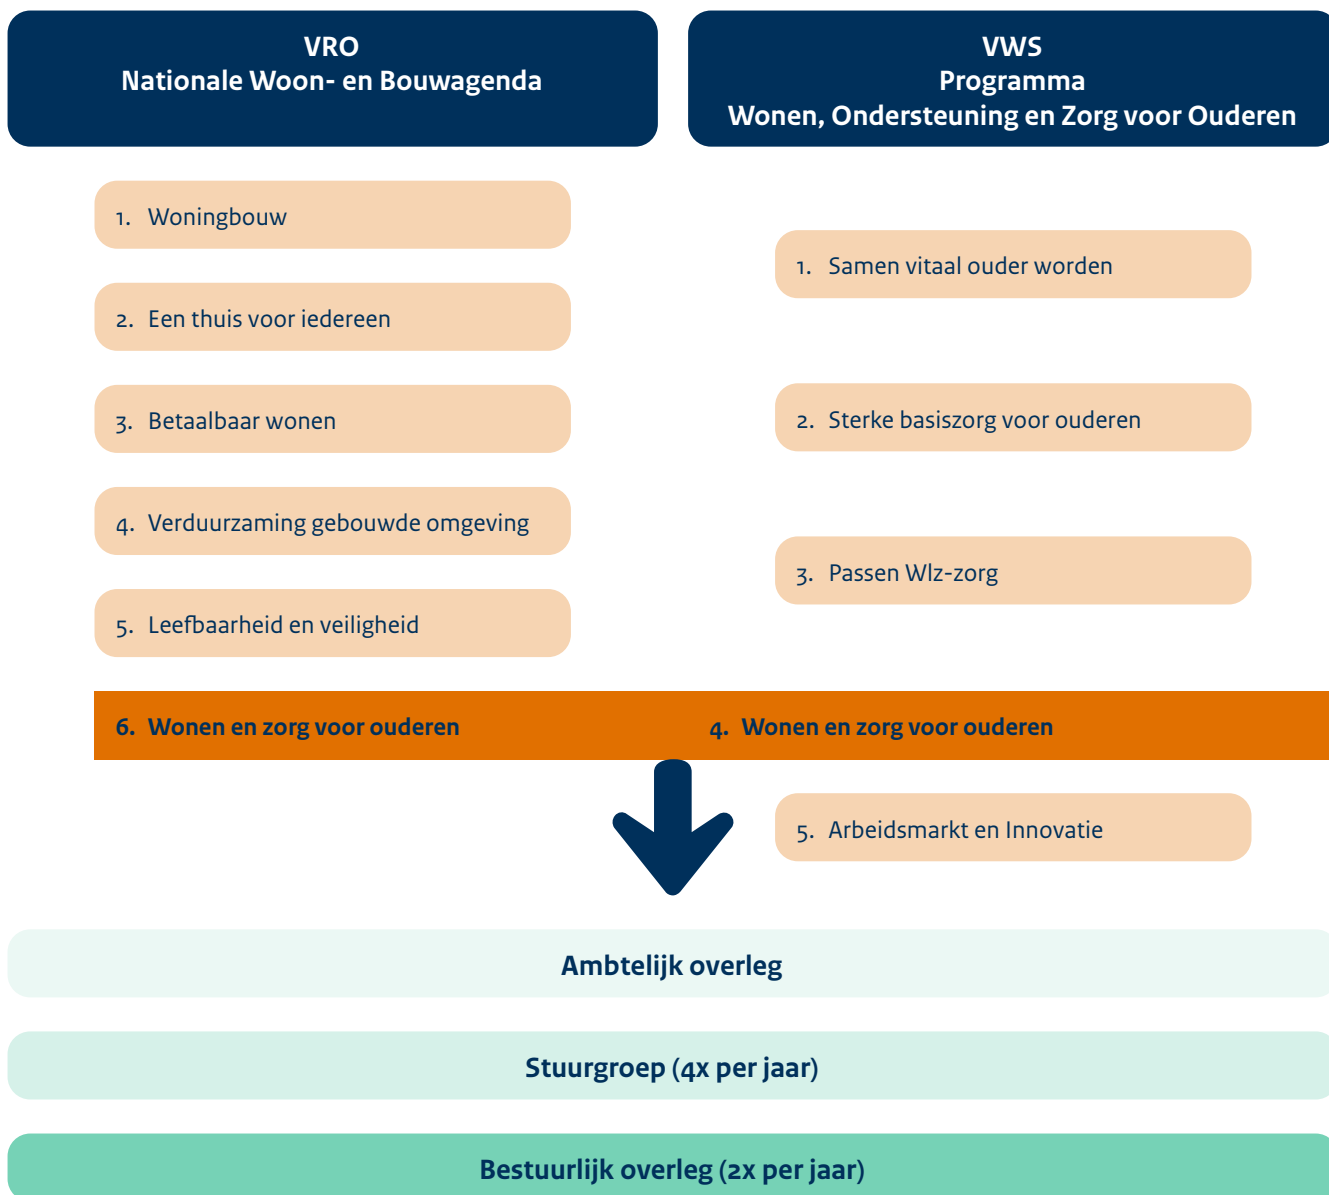 VRO
Nationale Woon- en Bouwagenda
VWS
Programma
Wonen, Ondersteuning en Zorg voor Ouderen
1. Woningbouw
2. Een thuis voor iedereen
3. Betaalbaar wonen
4. Verduurzaming gebouwde omgeving
5. Leefbaarheid en veiligheid
6. Wonen en zorg voor ouderen
1. Samen vitaal ouder worden
2. Sterke basiszorg voor ouderen
3. Passen Wlz-zorg
4. Wonen en zorg voor ouderen
5. Arbeidsmarkt en Innovatie
Ambtelijk overleg
Stuurgroep (4x per jaar)
Bestuurlijk overleg (2x per jaar)